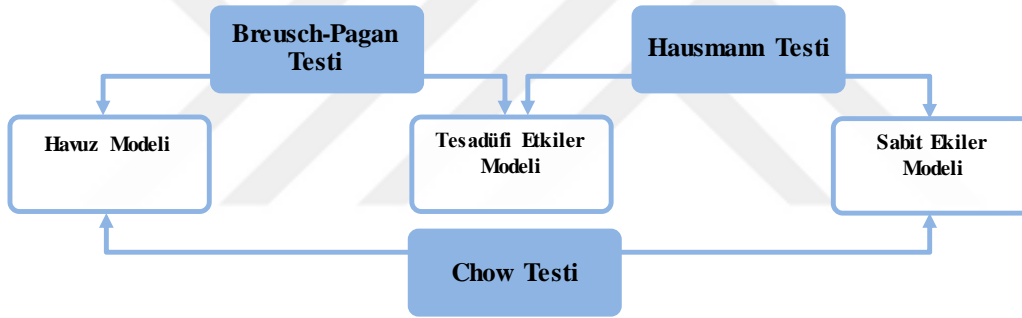 Breusch-Pagan
Testi
Hausmann Testi
Havuz Modeli
Tesadüfi Etkiler
Modeli
Sabit Ekiler
Modeli
Chow Testi